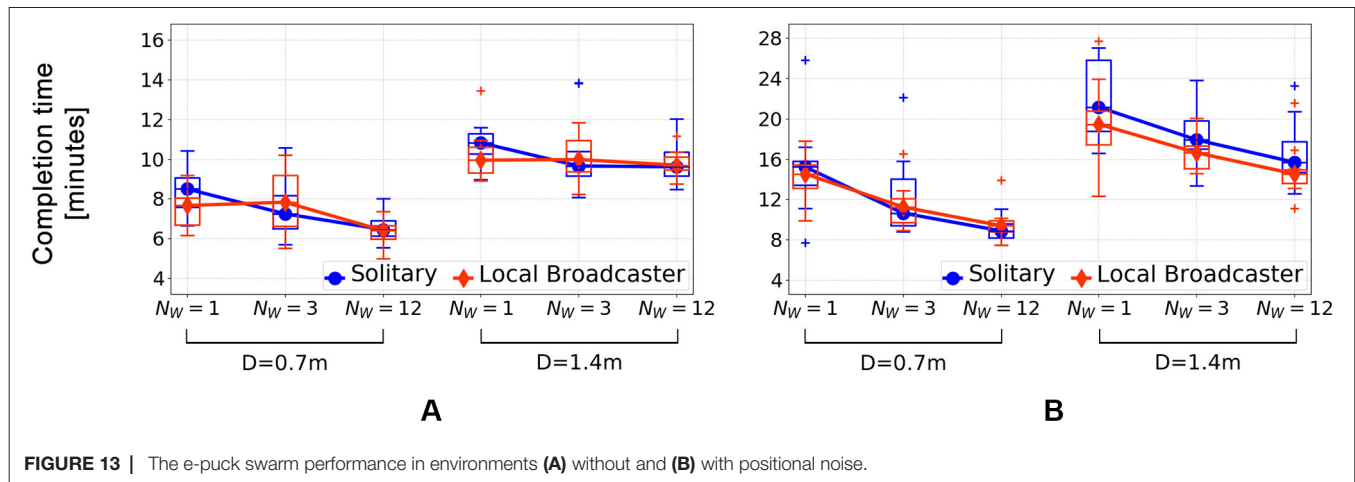 Completion time
[minutes]
16
14
12
10
8
6
4
Solitary
Local Broadcaster
N_W = 1
N_W = 3
N_W = 12
N_W = 1
N_W = 3
N_W = 12
D=0.7m
D=1.4m
A
28
24
20
16
12
8
4
Solitary
Local Broadcaster
N_W = 1
N_W = 3
N_W = 12
N_W = 1
N_W = 3
N_W = 12
D=0.7m
D=1.4m
B
FIGURE 13 | The e-puck swarm performance in environments (A) without and (B) with positional noise.